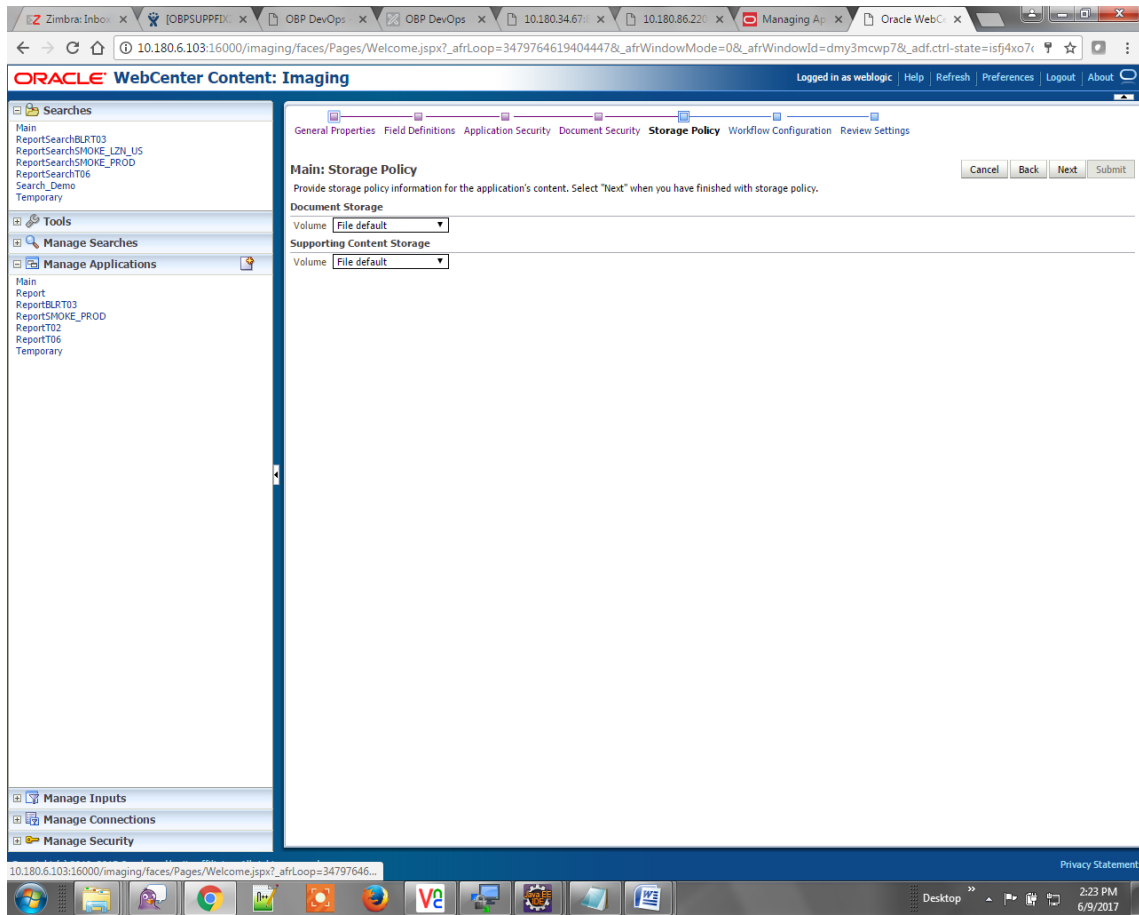 Zimbra: Inbo
[OBPSUPPFIX
OBP DevOps
OBP DevOps
10.180.34.67:
10.180.86.220
Managing Ap
Oracle WebCe
10.180.6.103:16000/imaging/faces/Pages/Welcome.jspx?_afrLoop=3479764619404447&_afrWindowMode=0&_afrWindowId=dmy3mcwp7&_adf.ctrl-state=isfj4xo7c
ORACLE WebCenter Content: Imaging
Logged in as weblogic | Help | Refresh | Preferences | Logout | About
Searches
Main
ReportSearchBLRT03
ReportSearchSMOKE_LZN_US
ReportSearchSMOKE_PROD
ReportSearchT06
Search_Demo
Temporary
Tools
Manage Searches
Manage Applications
Main
Report
ReportBLRT03
ReportSMOKE_PROD
ReportT02
ReportT06
Temporary
Manage Inputs
Manage Connections
Manage Security
General Properties Field Definitions Application Security Document Security Storage Policy Workflow Configuration Review Settings
Main: Storage Policy
Cancel Back Next Submit
Provide storage policy information for the application's content. Select "Next" when you have finished with storage policy.
Document Storage
Volume File default
Supporting Content Storage
Volume File default
Privacy Statement
10.180.6.103:16000/imaging/faces/Pages/Welcome.jspx?_afrLoop=34797646...
Desktop
2:23 PM
6/9/2017